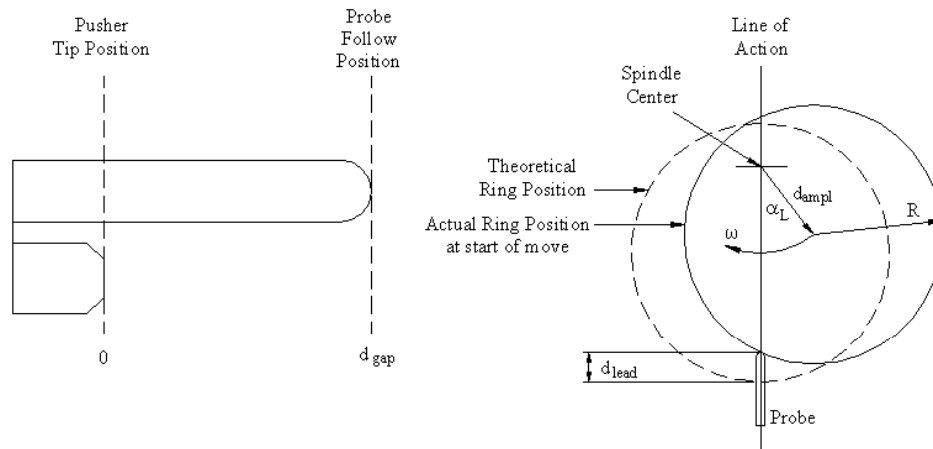 Pusher
Tip Position
Probe
Follow
Position
0
d gap
Line of
Action
Spindle
Center
Theoretical
Ring Position
Actual Ring Position
at start of move
d ampl
α L
R
ω
d lead
Probe